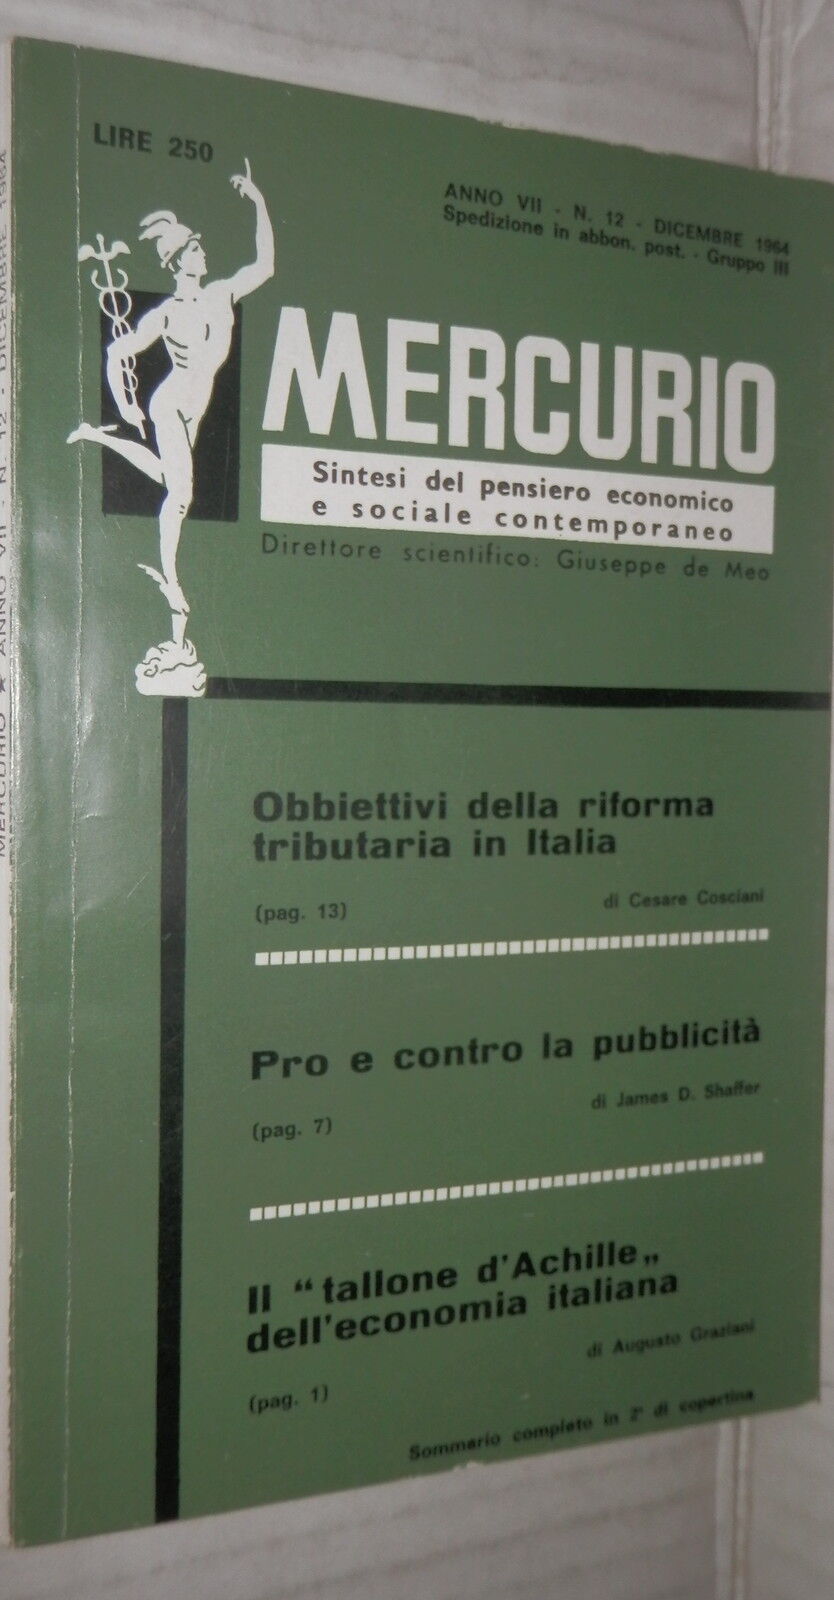 LIRE 250
ANNO VII - N. 12 - DICEMBRE 1964
Spedizione in abbon. post. - Gruppo III
MERCURIO
Sintesi del pensiero economico
e sociale contemporaneo
Direttore scientifico: Giuseppe de Meo
Obbiettivi della riforma
tributaria in Italia
(pag. 13) di Cesare Cosciani
Pro e contro la pubblicità
(pag. 7) di James D. Shaffer
Il “tallone d'Achille„
dell'economia italiana
(pag. 1) di Augusto Graziani
Sommario completo in 2ª di copertina
MERCURIO ★ ANNO VII - N. 12 - DICEMBRE 1964